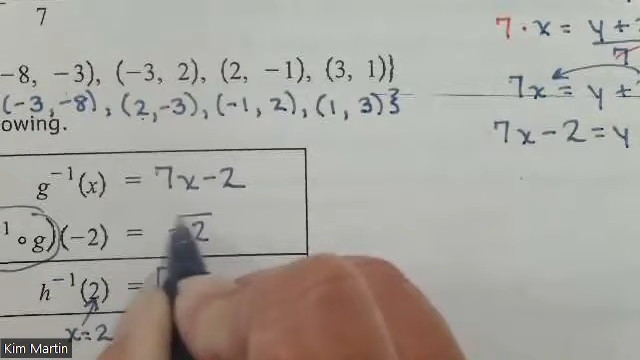 7
-8, -3), (-3, 2), (2, -1), (3, 1)}
(-3,-8), (2,-3), (-1, 2), (1, 3)}
owing.
7 · x = y +
7
7x = y +
7x - 2 = y
g⁻¹(x) = 7x - 2
¹ ∘ g)(-2) = -2
h⁻¹(2) =
x = 2
Kim Martin